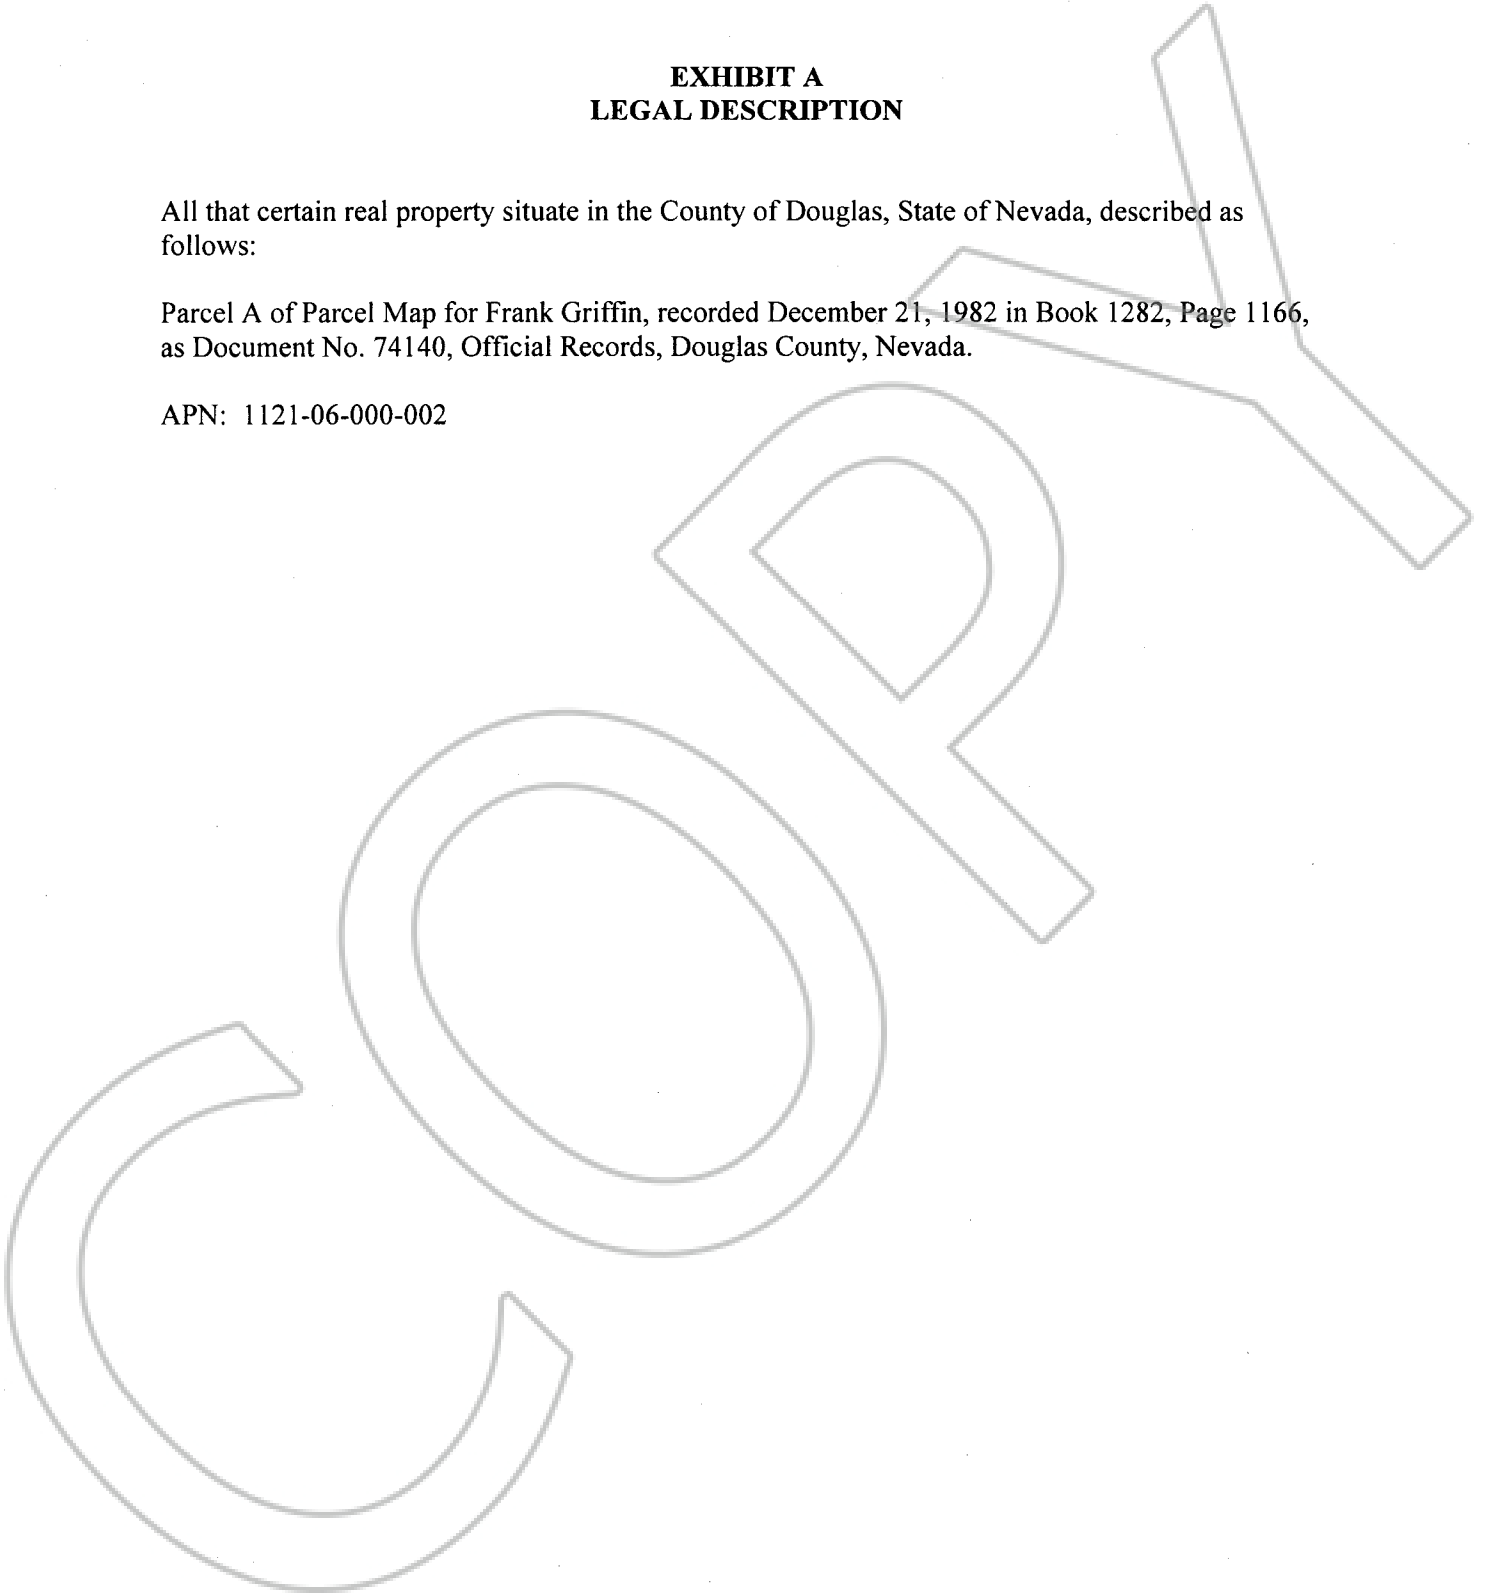 EXHIBIT A
LEGAL DESCRIPTION
All that certain real property situate in the County of Douglas, State of Nevada, described as
follows:
Parcel A of Parcel Map for Frank Griffin, recorded December 21, 1982 in Book 1282, Page 1166,
as Document No. 74140, Official Records, Douglas County, Nevada.
APN: 1121-06-000-002
COPY